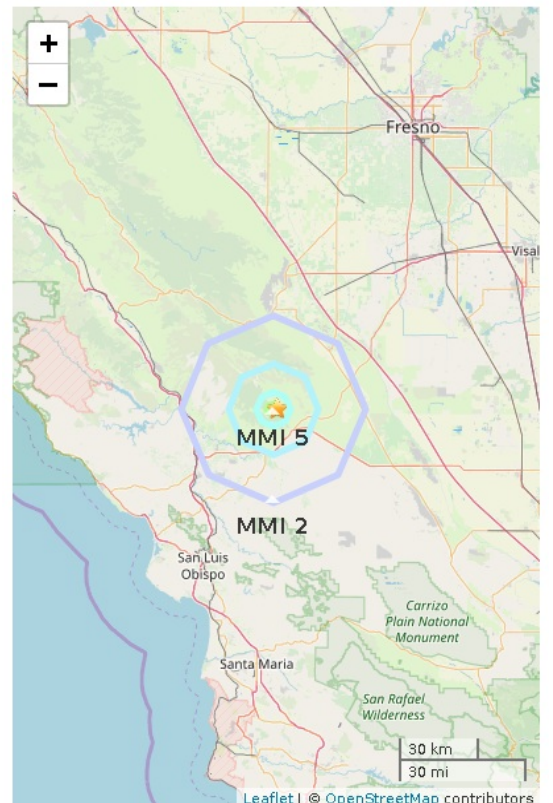 +
−
Fresno
Visal
MMI 5
MMI 2
San Luis
Obispo
Carrizo
Plain National
Monument
Santa Maria
San Rafael
Wilderness
30 km
30 mi
Leaflet | © OpenStreetMap contributors